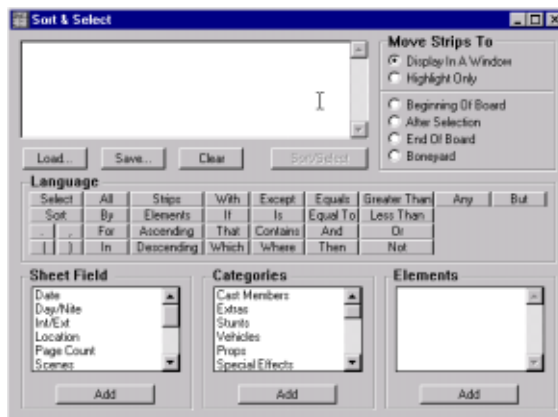 Sort & Select
Move Strips To
Display In A Window
Highlight Only
Beginning Of Board
After Selection
End Of Board
Boneyard
Load... Save... Clear Sort/Select
Language
Select All Strips With Except Equals Greater Than Any But
Sort By Elements If Is Equal To Less Than
. , For Ascending That Contains And Or
( ) In Descending Which Where Then Not
Sheet Field
Date
Day/Nite
Int/Ext
Location
Page Count
Scenes
Add
Categories
Cast Members
Extras
Stunts
Vehicles
Props
Special Effects
Add
Elements
Add